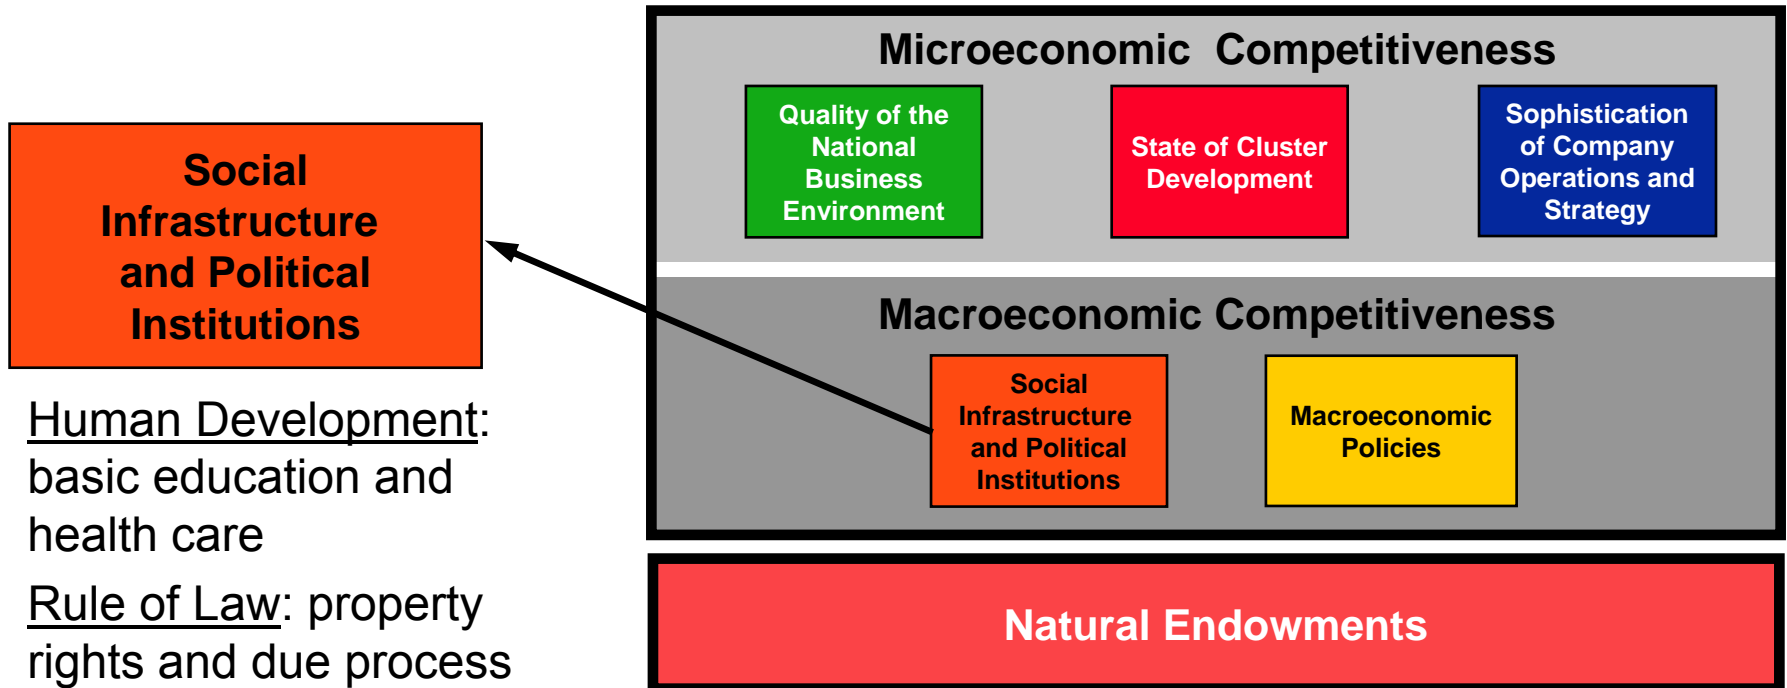 Microeconomic  Competitiveness
Quality of the
National
Business
Environment
State of Cluster
Development
Sophistication
of Company
Operations and
Strategy
Social
Infrastructure
and Political
Institutions
Macroeconomic Competitiveness
Social
Infrastructure
and Political
Institutions
Macroeconomic
Policies
Human Development:
basic education and
health care
Rule of Law: property
rights and due process
Natural Endowments